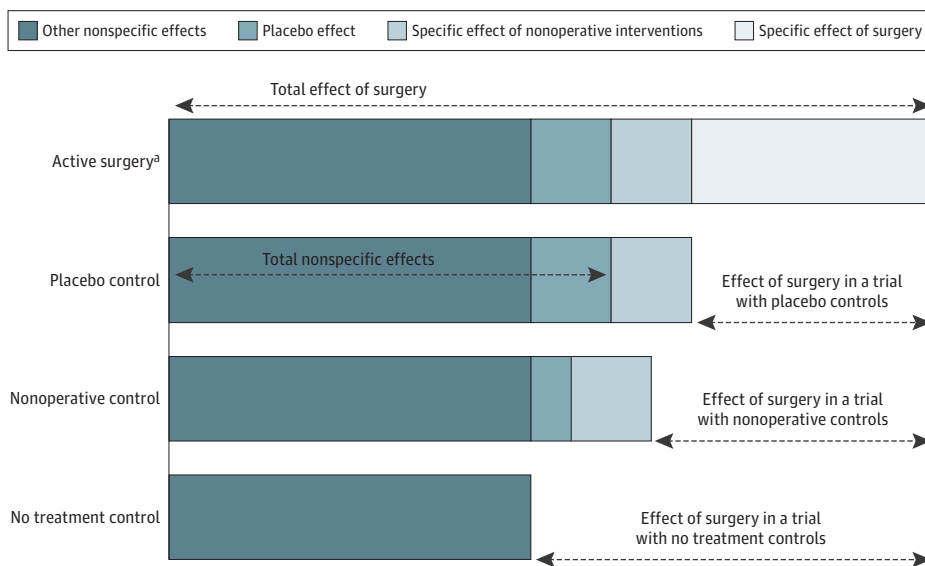 Other nonspecific effects
Placebo effect
Specific effect of nonoperative interventions
Specific effect of surgery
Total effect of surgery
Active surgeryᵃ
Total nonspecific effects
Placebo control
Effect of surgery in a trial
with placebo controls
Nonoperative control
Effect of surgery in a trial
with nonoperative controls
No treatment control
Effect of surgery in a trial
with no treatment controls